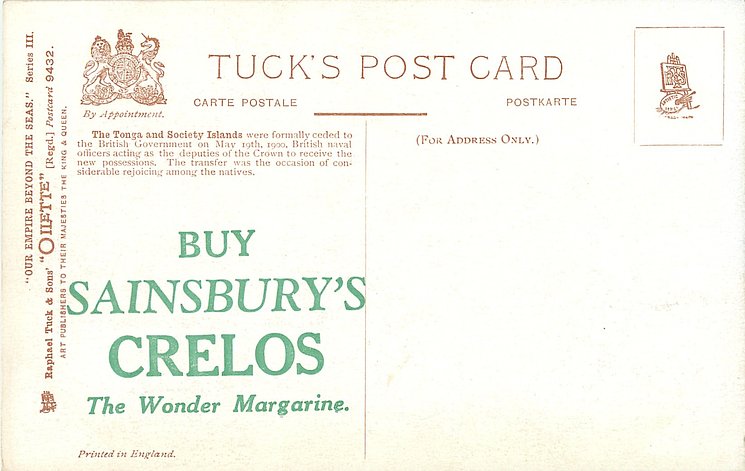 TUCK'S POST CARD
CARTE POSTALE
POSTKARTE
By Appointment.
(FOR ADDRESS ONLY.)
The Tonga and Society Islands were formally ceded to
the British Government on May 19th, 1900, British naval
officers acting as the deputies of the Crown to receive the
new possessions. The transfer was the occasion of con-
siderable rejoicing among the natives.
BUY
SAINSBURY'S
CRELOS
The Wonder Margarine.
Printed in England.
"OUR EMPIRE BEYOND THE SEAS." Series III.
Raphael Tuck & Sons' "OILETTE" [Regd.] Postcard 9432.
ART PUBLISHERS TO THEIR MAJESTIES THE KING & QUEEN.